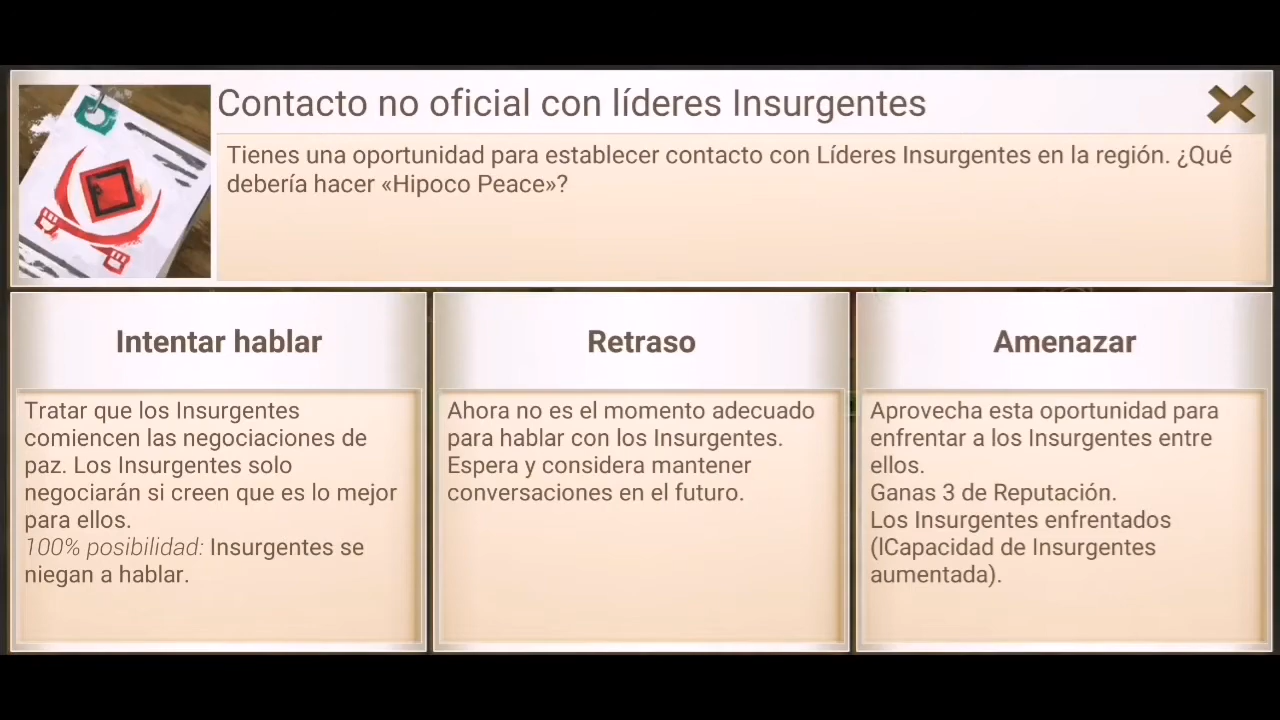 Contacto no oficial con líderes Insurgentes
Tienes una oportunidad para establecer contacto con Líderes Insurgentes en la región. ¿Qué
debería hacer «Hipoco Peace»?
Intentar hablar
Tratar que los Insurgentes
comiencen las negociaciones de
paz. Los Insurgentes solo
negociarán si creen que es lo mejor
para ellos.
100% posibilidad: Insurgentes se
niegan a hablar.
Retraso
Ahora no es el momento adecuado
para hablar con los Insurgentes.
Espera y considera mantener
conversaciones en el futuro.
Amenazar
Aprovecha esta oportunidad para
enfrentar a los Insurgentes entre
ellos.
Ganas 3 de Reputación.
Los Insurgentes enfrentados
(lCapacidad de Insurgentes
aumentada).